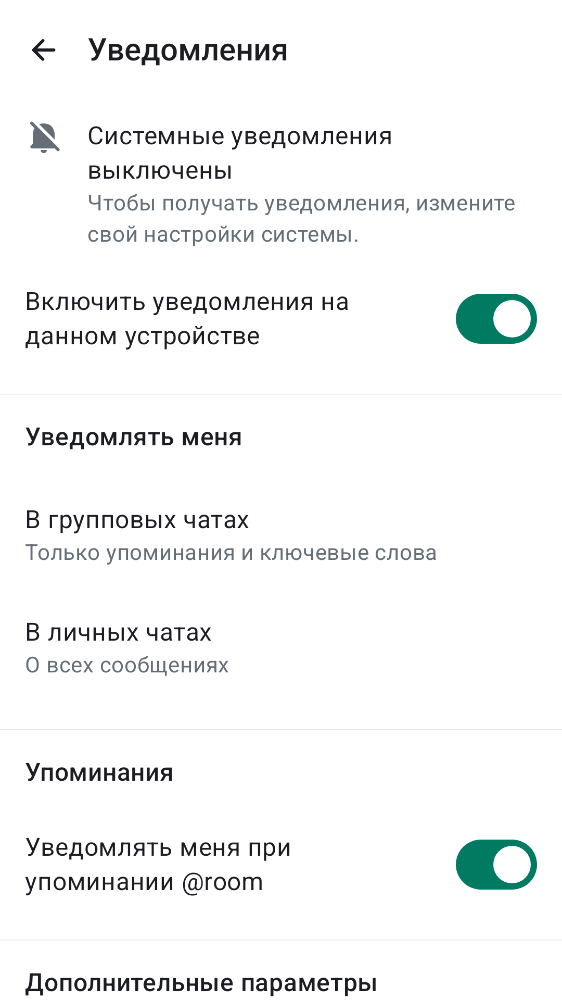 Уведомления
Системные уведомления
выключены
Чтобы получать уведомления, измените
свой настройки системы.
Включить уведомления на
данном устройстве
Уведомлять меня
В групповых чатах
Только упоминания и ключевые слова
В личных чатах
О всех сообщениях
Упоминания
Уведомлять меня при
упоминании @room
Дополнительные параметры